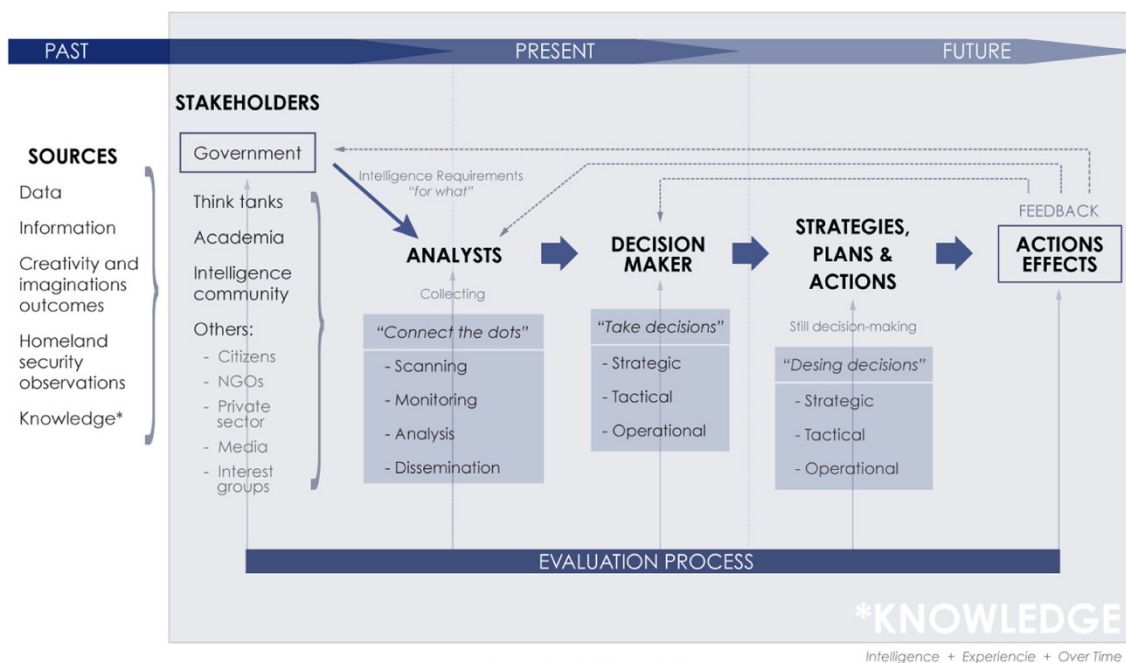 PAST
PRESENT
FUTURE
STAKEHOLDERS
SOURCES
Data
Information
Creativity and
imaginations
outcomes
Homeland
security
observations
Knowledge*
Government
Think tanks
Academia
Intelligence
community
Others:
- Citizens
- NGOs
- Private
sector
- Media
- Interest
groups
Intelligence Requirements
"for what"
ANALYSTS
Collecting
"Connect the dots"
- Scanning
- Monitoring
- Analysis
- Dissemination
DECISION
MAKER
"Take decisions"
- Strategic
- Tactical
- Operational
STRATEGIES,
PLANS &
ACTIONS
Still decision-making
"Desing decisions"
- Strategic
- Tactical
- Operational
FEEDBACK
ACTIONS
EFFECTS
EVALUATION PROCESS
*KNOWLEDGE
Intelligence + Experiencie + Over Time